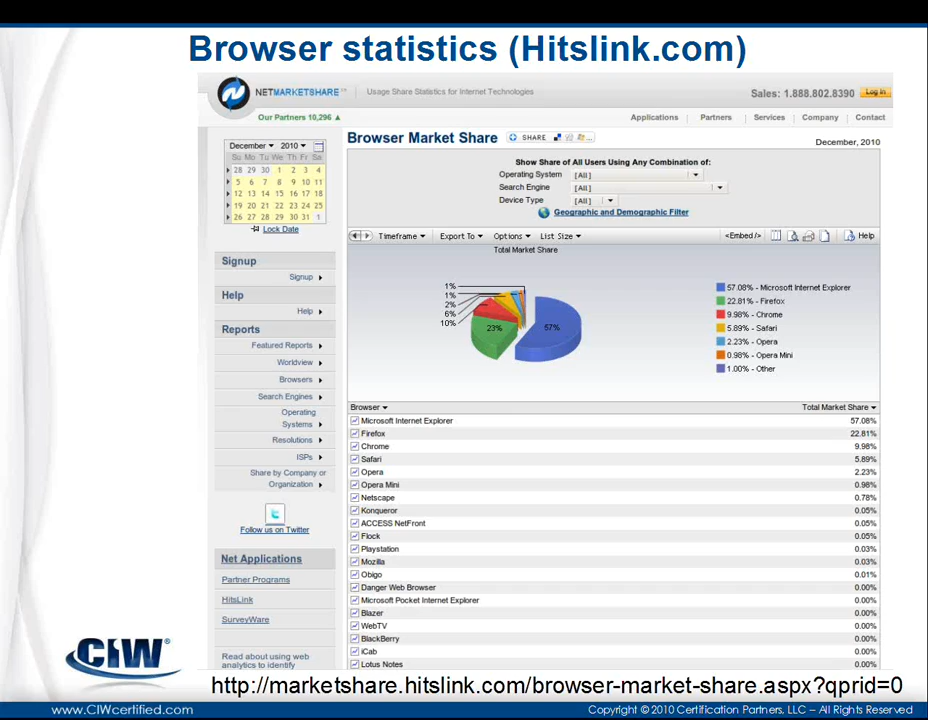 Browser statistics (Hitslink.com)
NETMARKETSHARE™ Usage Share Statistics for Internet Technologies
Sales: 1.888.802.8390 Log In
Our Partners 10,296
Applications Partners Services Company Contact
December 2010
Su Mo Tu We Th Fr Sa
28 29 30 1 2 3 4
5 6 7 8 9 10 11
12 13 14 15 16 17 18
19 20 21 22 23 24 25
26 27 28 29 30 31 1
Lock Date
Signup
Signup
Help
Help
Reports
Featured Reports
Worldview
Browsers
Search Engines
Operating
Systems
Resolutions
ISPs
Share by Company or
Organization
Follow us on Twitter
Net Applications
Partner Programs
HitsLink
SurveyWare
Read about using web
analytics to identify
Browser Market Share SHARE
December, 2010
Show Share of All Users Using Any Combination of:
Operating System [All]
Search Engine [All]
Device Type [All]
Geographic and Demographic Filter
Timeframe Export To Options List Size <Embed/> Help
Total Market Share
1%
1%
2%
6%
10%
23%
57%
57.08% - Microsoft Internet Explorer
22.81% - Firefox
9.98% - Chrome
5.89% - Safari
2.23% - Opera
0.98% - Opera Mini
1.00% - Other
Browser Total Market Share
Microsoft Internet Explorer 57.08%
Firefox 22.81%
Chrome 9.98%
Safari 5.89%
Opera 2.23%
Opera Mini 0.98%
Netscape 0.78%
Konqueror 0.05%
ACCESS NetFront 0.05%
Flock 0.05%
Playstation 0.03%
Mozilla 0.03%
Obigo 0.01%
Danger Web Browser 0.00%
Microsoft Pocket Internet Explorer 0.00%
Blazer 0.00%
WebTV 0.00%
BlackBerry 0.00%
iCab 0.00%
Lotus Notes 0.00%
CIW®
http://marketshare.hitslink.com/browser-market-share.aspx?qprid=0
www.CIWcertified.com
Copyright © 2010 Certification Partners, LLC – All Rights Reserved